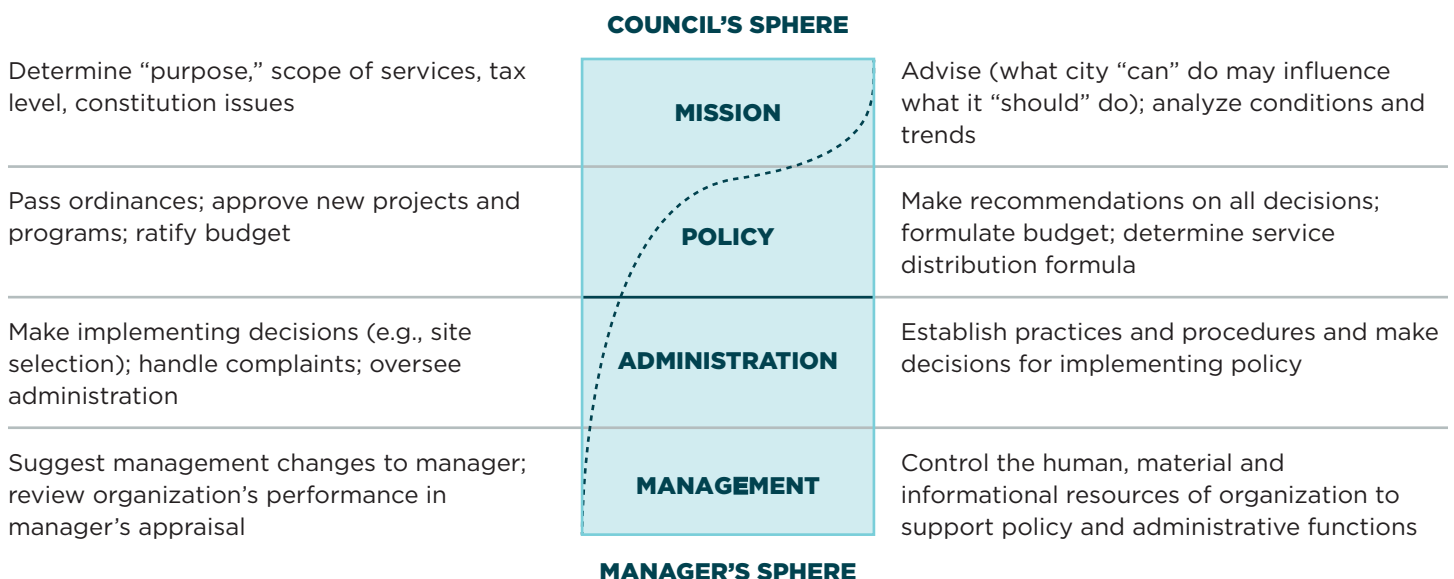 COUNCIL’S SPHERE
Determine “purpose,” scope of services, tax
level, constitution issues
MISSION
Advise (what city “can” do may influence
what it “should” do); analyze conditions and
trends
Pass ordinances; approve new projects and
programs; ratify budget
POLICY
Make recommendations on all decisions;
formulate budget; determine service
distribution formula
Make implementing decisions (e.g., site
selection); handle complaints; oversee
administration
ADMINISTRATION
Establish practices and procedures and make
decisions for implementing policy
Suggest management changes to manager;
review organization’s performance in
manager’s appraisal
MANAGEMENT
Control the human, material and
informational resources of organization to
support policy and administrative functions
MANAGER’S SPHERE